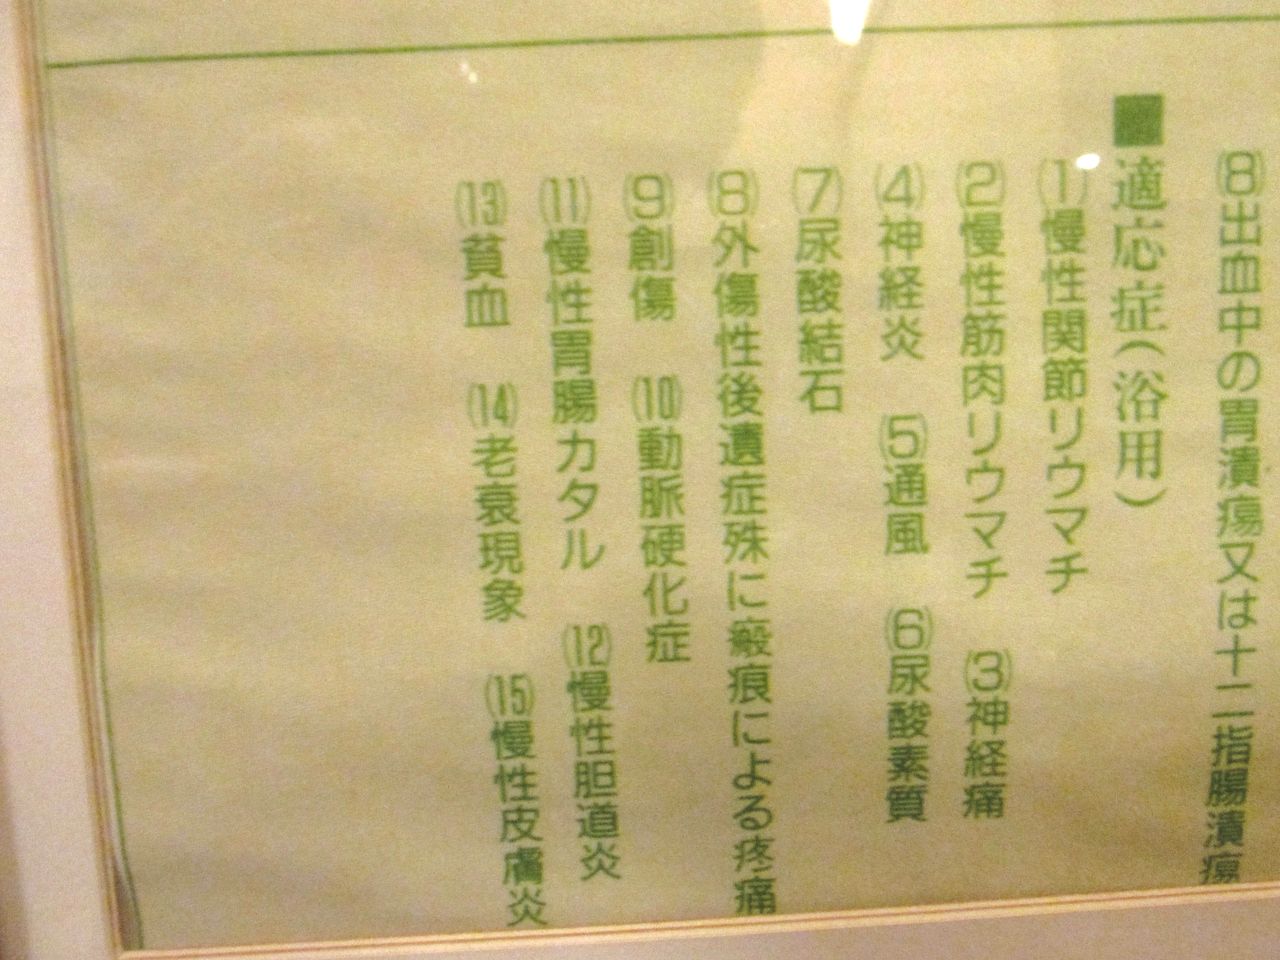 ⑻出血中の胃潰瘍又は十二指腸潰瘍
■適応症(浴用)
⑴慢性関節リウマチ
⑵慢性筋肉リウマチ ⑶神経痛
⑷神経炎 ⑸通風 ⑹尿酸素質
⑺尿酸結石
⑻外傷性後遺症殊に瘢痕による疼痛
⑼創傷 ⑽動脈硬化症
⑾慢性胃腸カタル ⑿慢性胆道炎
⒀貧血 ⒁老衰現象 ⒂慢性皮膚炎